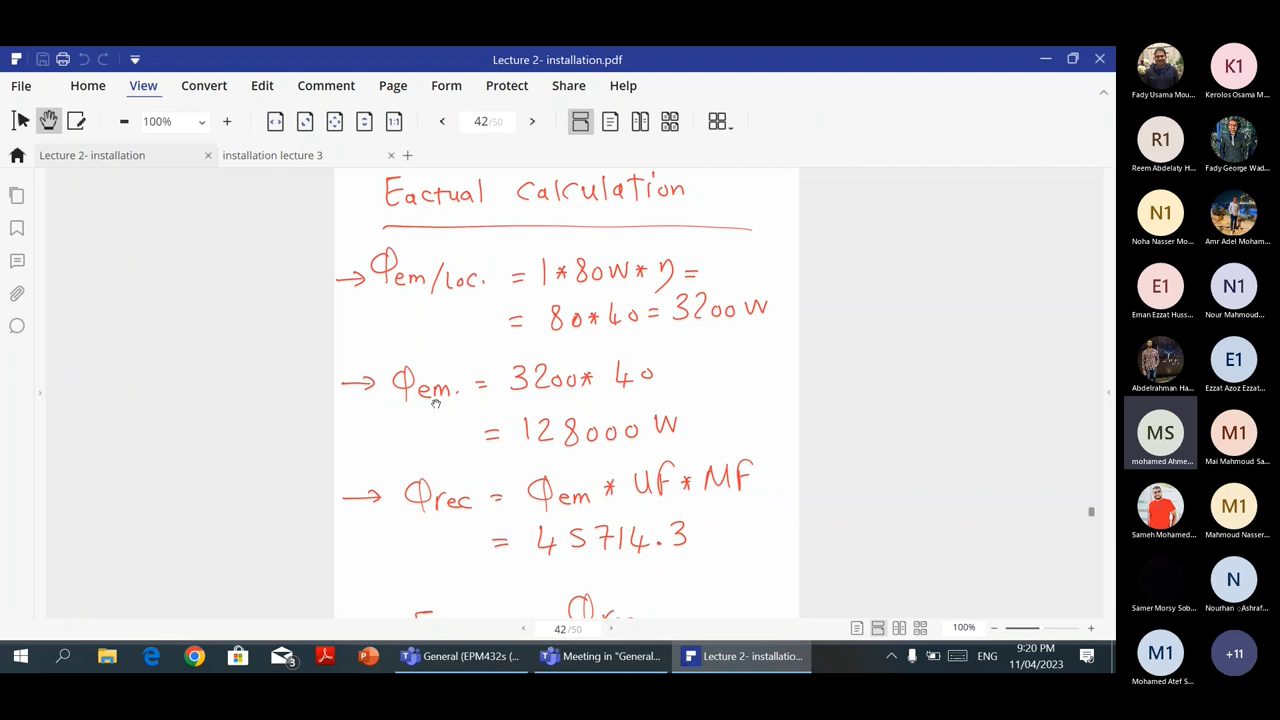 Lecture 2- installation.pdf
File Home View Convert Edit Comment Page Form Protect Share Help
100% 42/50
Lecture 2- installation installation lecture 3
Eactual calculation
→ Φem/Loc. = 1*80W*η=
= 80*40=3200W
→ Φem. = 3200* 40
= 128000 W
→ Φrec = Φem * UF* MF
= 45714.3
42 /50
100%
Fady Usama Mou...
K1
Kerolos Osama M...
R1
Reem Abdelaty H...
Fady George Wad...
N1
Noha Nasser Mo...
Amr Adel Moham...
E1
Eman Ezzat Huss...
N1
Nour Mahmoud...
Abdelrahman Ha...
E1
Ezzat Azoz Ezzat...
MS
mohamed Ahme...
M1
Mai Mahmoud Sa...
Sameh Mohamed...
M1
Mahmoud Nasser...
Samer Morsy Sob...
N
Nourhan Ashraf...
M1
Mohamed Atef S...
+11
3
General (EPM432s (...
Meeting in "General...
Lecture 2- installatio...
ENG
9:20 PM
11/04/2023